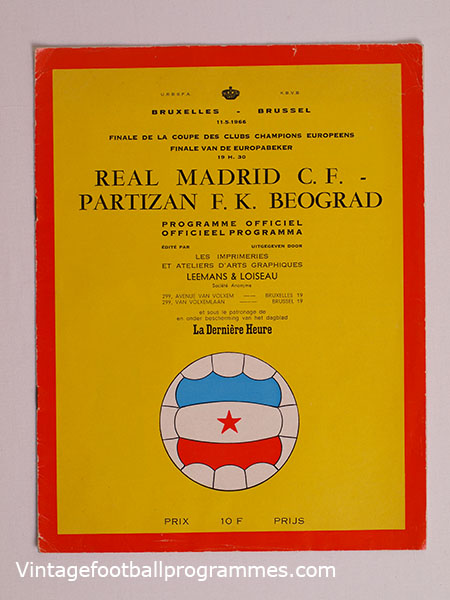 U.R.B.S.F.A. K.B.V.B.
BRUXELLES - BRUSSEL
11.5.1966
FINALE DE LA COUPE DES CLUBS CHAMPIONS EUROPEENS
FINALE VAN DE EUROPABEKER
19 H. 30
REAL MADRID C. F. -
PARTIZAN F. K. BEOGRAD
PROGRAMME OFFICIEL
OFFICIEEL PROGRAMMA
ÉDITÉ PAR UITGEGEVEN DOOR
LES IMPRIMERIES
ET ATELIERS D'ARTS GRAPHIQUES
LEEMANS & LOISEAU
Société Anonyme
299, AVENUE VAN VOLXEM —— BRUXELLES 19
299, VAN VOLXEMLAAN —— BRUSSEL 19
et sous le patronage de
en onder bescherming van het dagblad
La Dernière Heure
PRIX 10 F PRIJS
Vintagefootballprogrammes.com